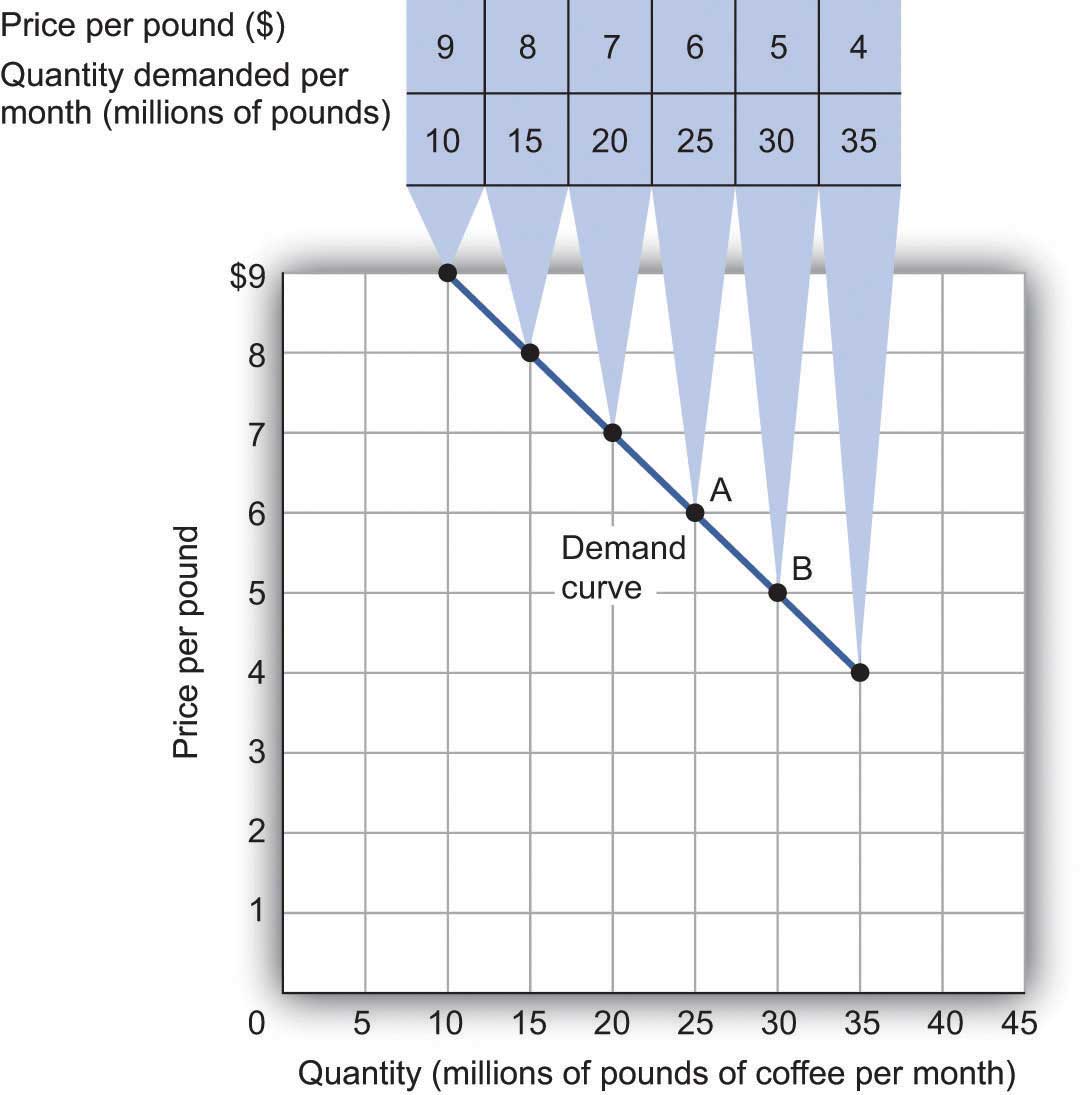 Price per pound ($)
9 8 7 6 5 4
Quantity demanded per
month (millions of pounds)
10 15 20 25 30 35
$9
8
7
6
5
4
3
2
1
0
A
B
Demand
curve
Price per pound
5 10 15 20 25 30 35 40 45
Quantity (millions of pounds of coffee per month)